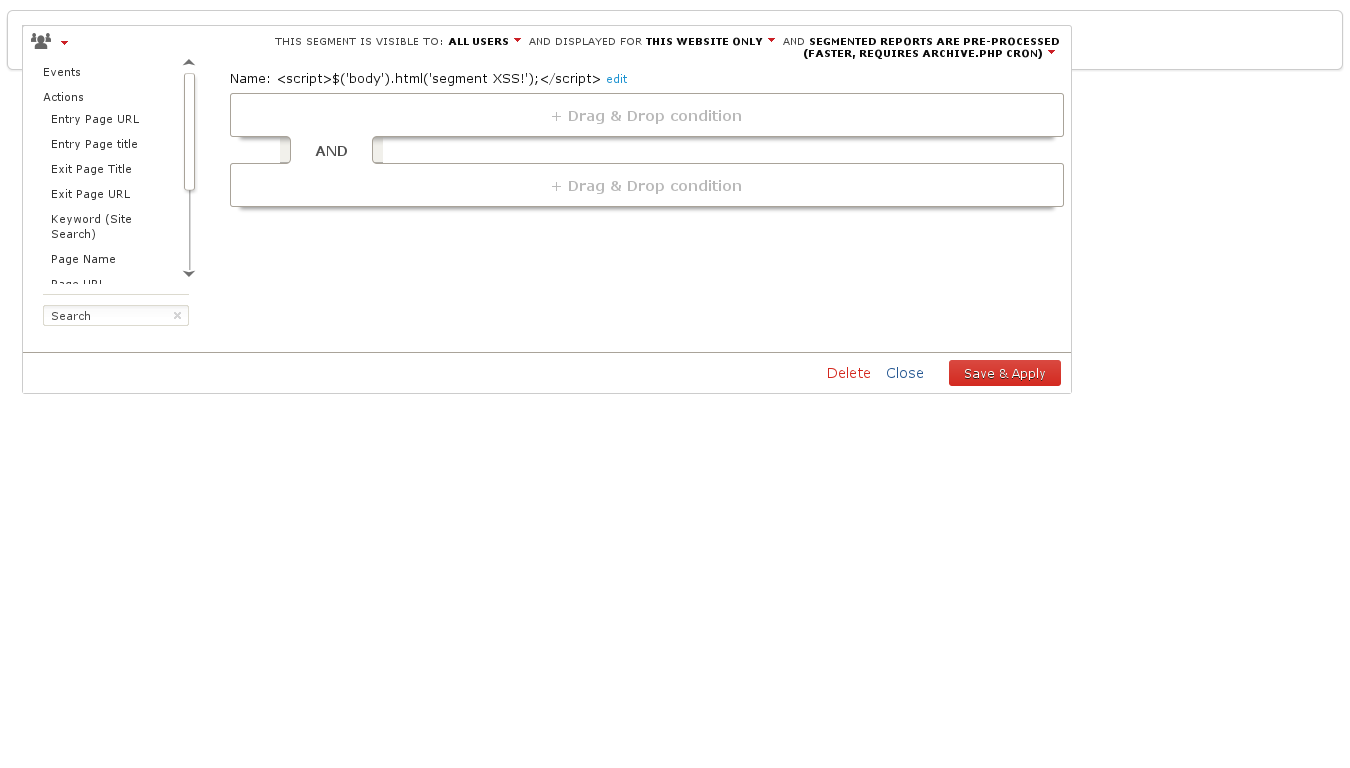 THIS SEGMENT IS VISIBLE TO: ALL USERS AND DISPLAYED FOR THIS WEBSITE ONLY AND SEGMENTED REPORTS ARE PRE-PROCESSED
(FASTER, REQUIRES ARCHIVE.PHP CRON)
Events
Actions
Entry Page URL
Entry Page title
Exit Page Title
Exit Page URL
Keyword (Site
Search)
Page Name
Page URL
Search
Name: <script>$('body').html('segment XSS!');</script> edit
+ Drag & Drop condition
AND
+ Drag & Drop condition
Delete Close Save & Apply